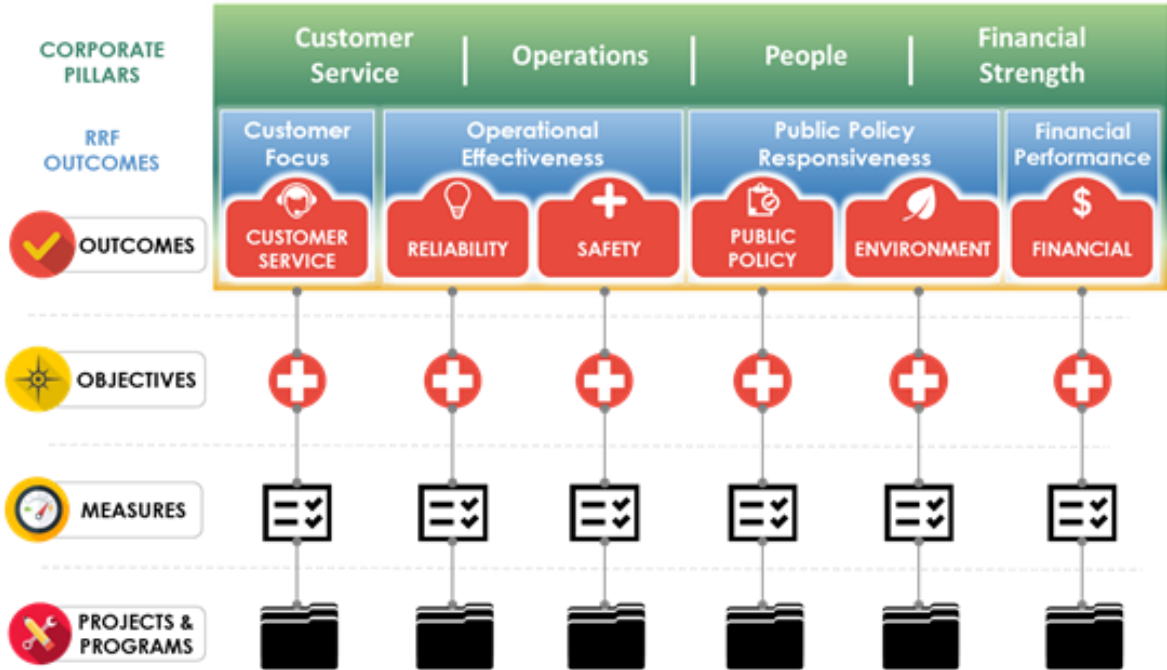 CORPORATE
PILLARS
Customer
Service
Operations
People
Financial
Strength
RRF
OUTCOMES
Customer
Focus
Operational
Effectiveness
Public Policy
Responsiveness
Financial
Performance
OUTCOMES
CUSTOMER
SERVICE
RELIABILITY
SAFETY
PUBLIC
POLICY
ENVIRONMENT
$
FINANCIAL
OBJECTIVES
MEASURES
PROJECTS &
PROGRAMS